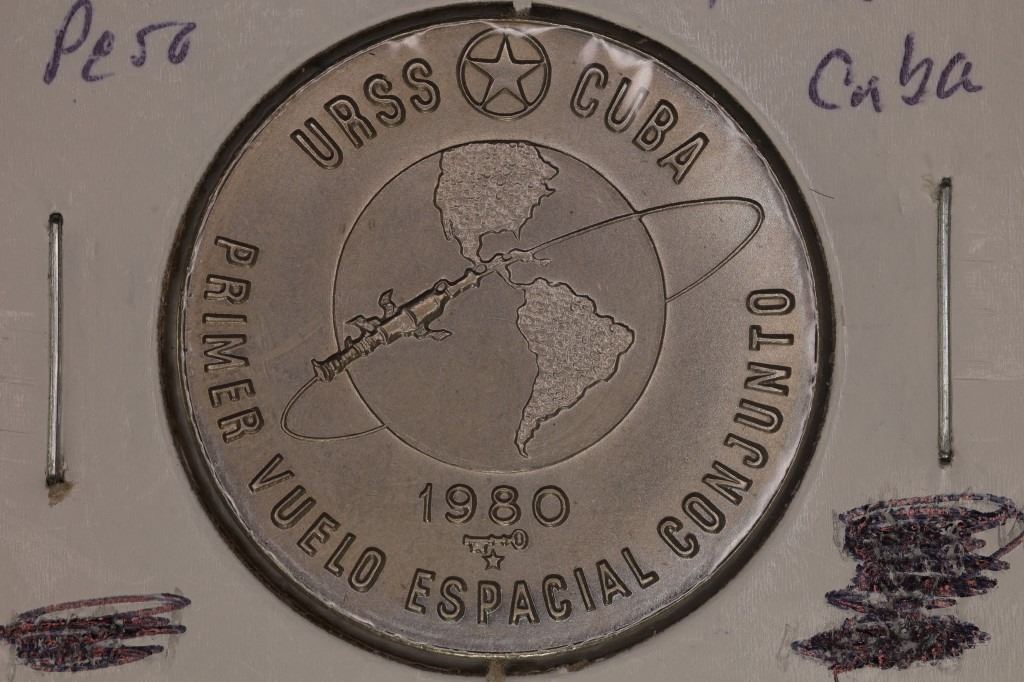 Peso
Cuba
URSS CUBA
PRIMER VUELO ESPACIAL CONJUNTO
1980